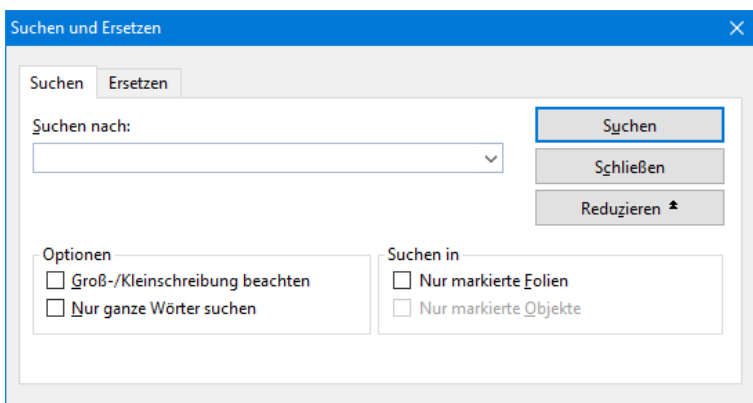 Suchen und Ersetzen
Suchen Ersetzen
Suchen nach:
Suchen
Schließen
Reduzieren
Optionen
Groß-/Kleinschreibung beachten
Nur ganze Wörter suchen
Suchen in
Nur markierte Folien
Nur markierte Objekte